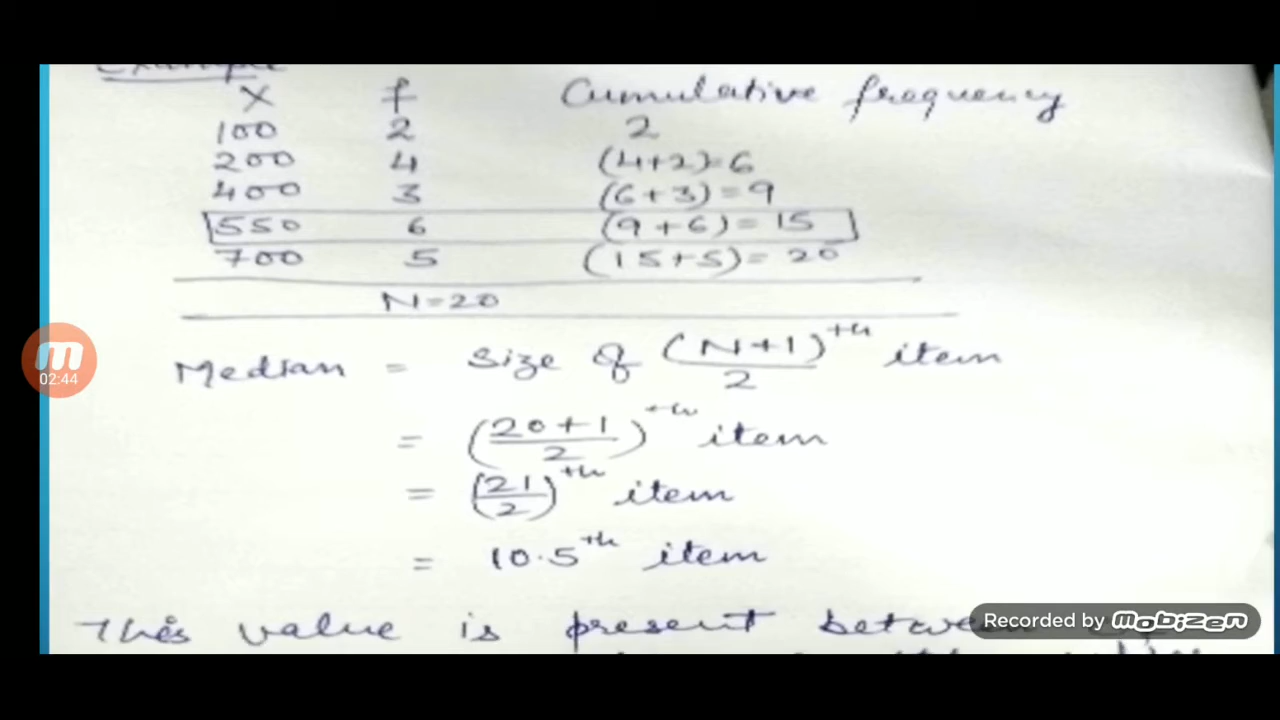 Example
X f Cumulative frequency
100 2 2
200 4 (4+2)=6
400 3 (6+3)=9
550 6 (9+6)=15
700 5 (15+5)=20
N=20
Median = Size of (N+1)/2 th item
= (20+1/2)th item
= (21/2)th item
= 10.5th item
This value is present between
02:44
Recorded by mobizen